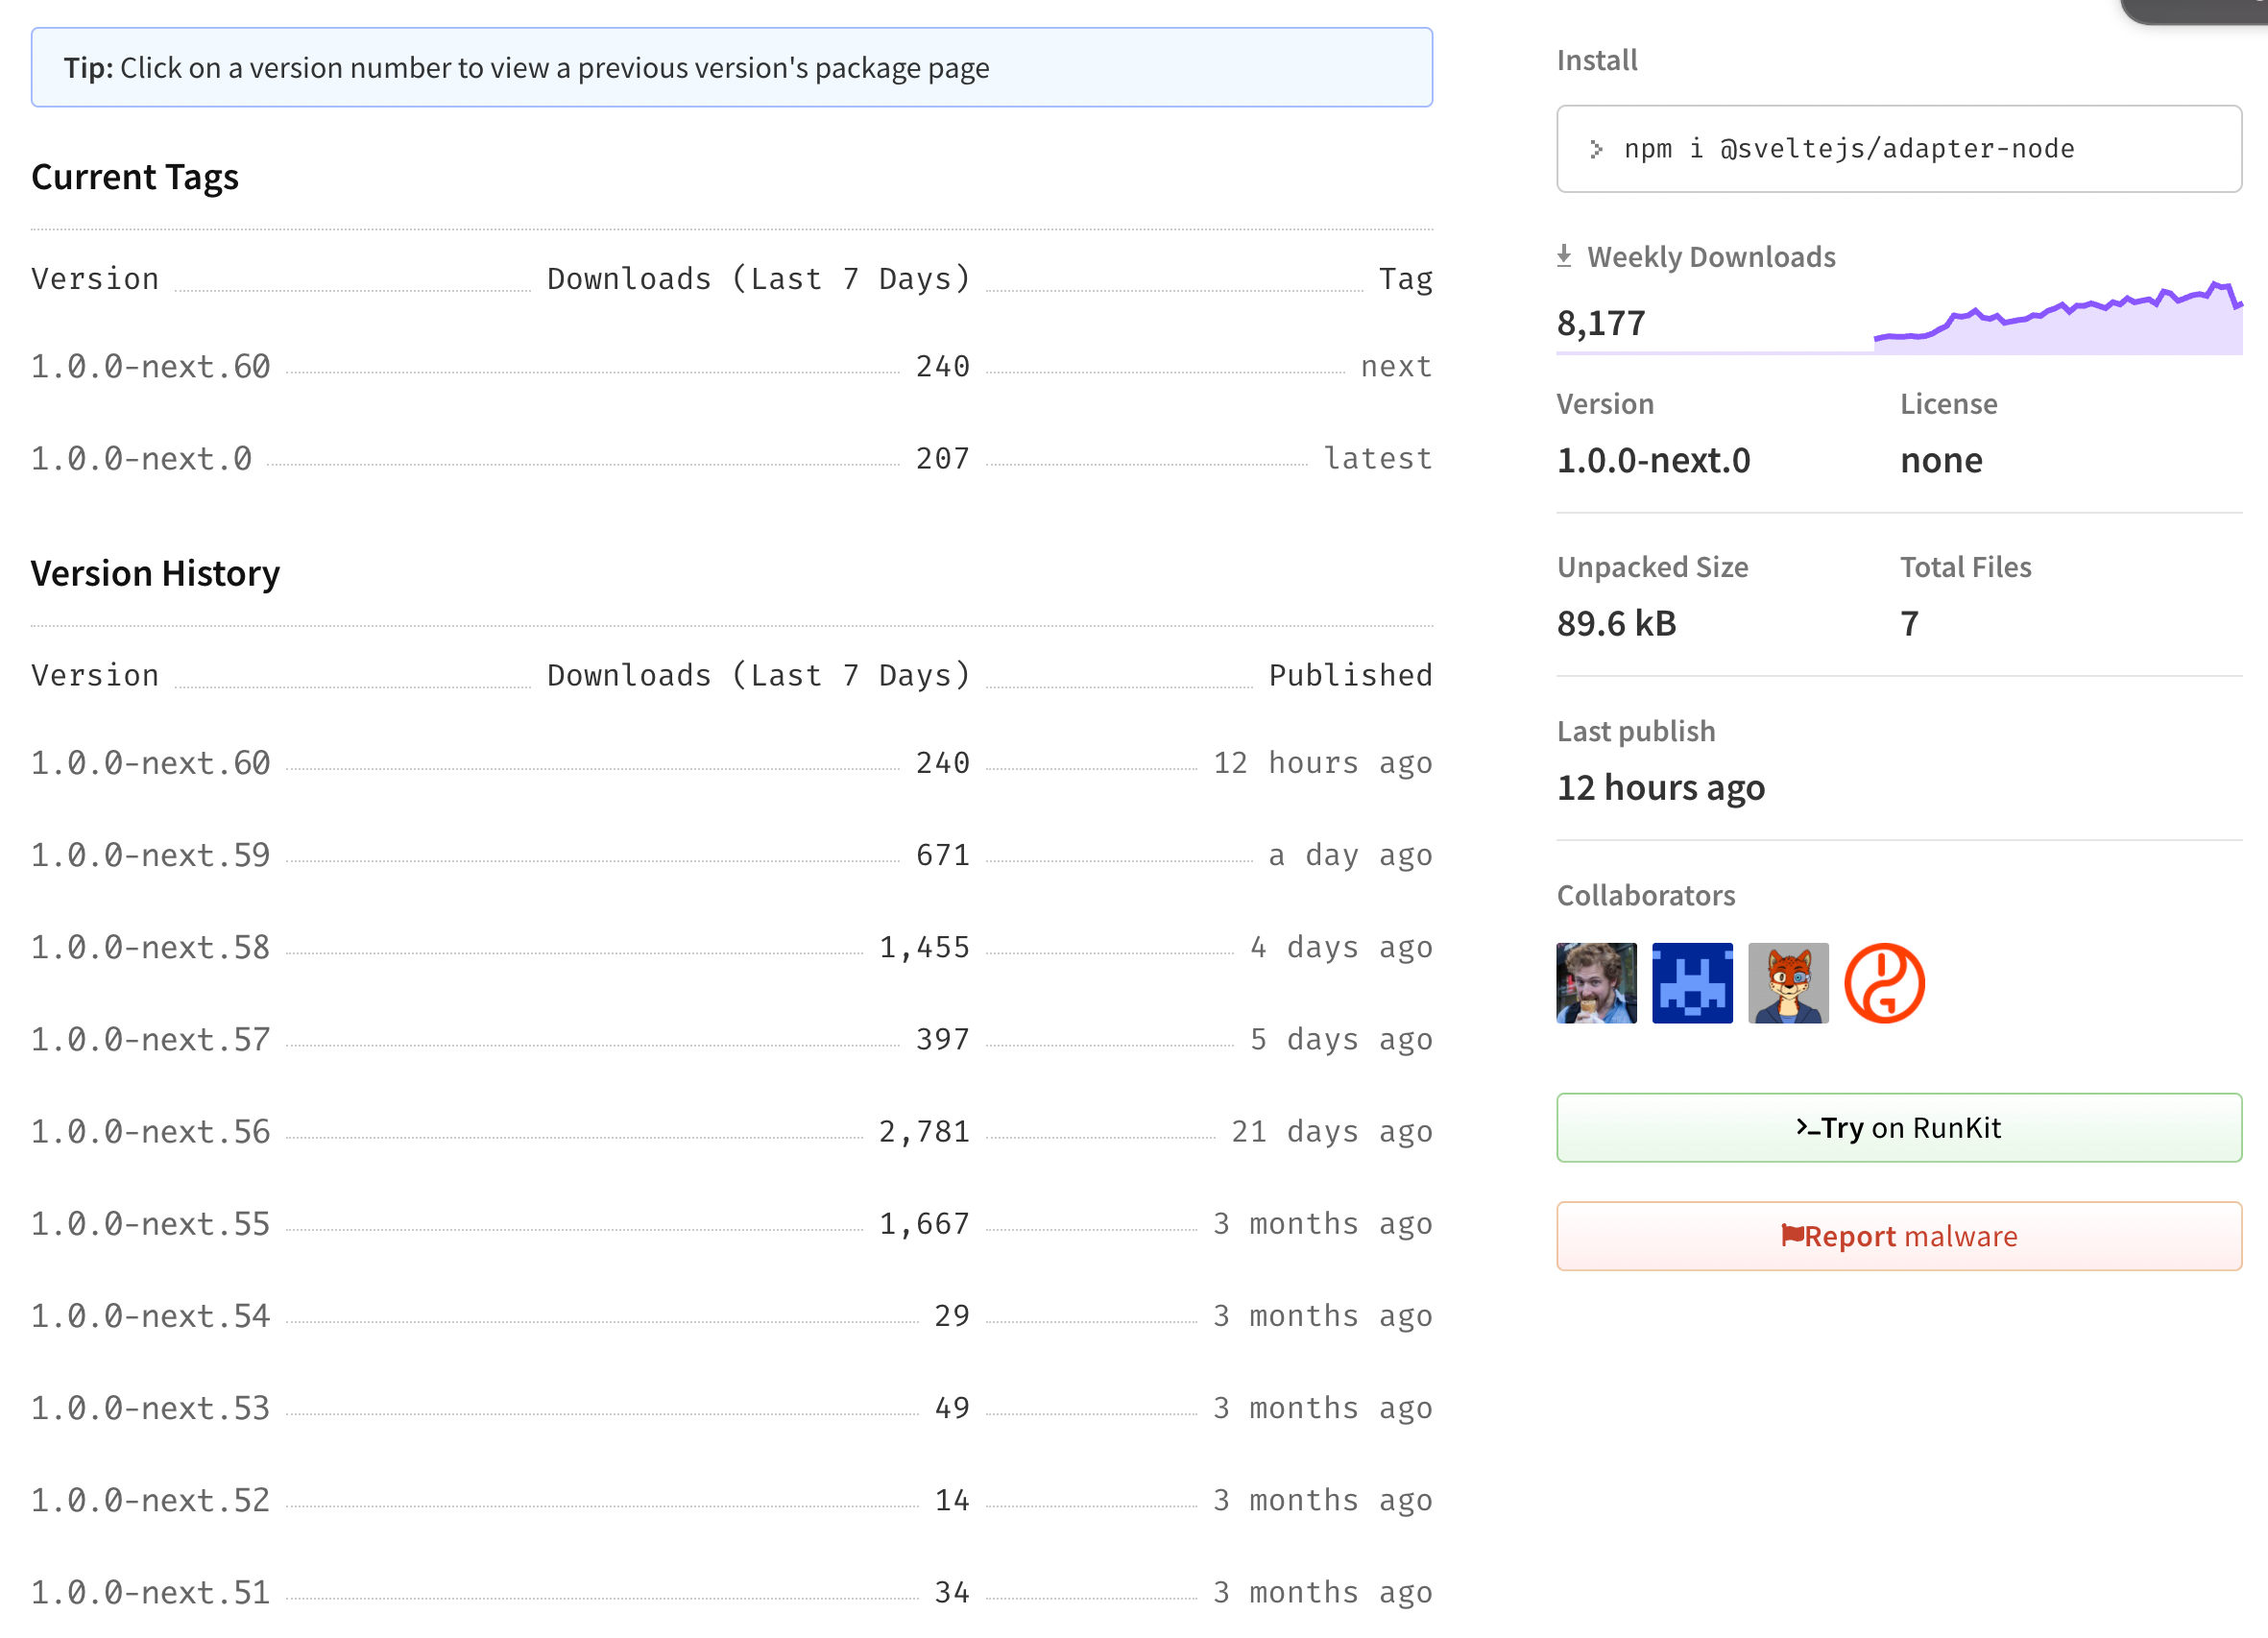 Tip: Click on a version number to view a previous version's package page
Current Tags
Version Downloads (Last 7 Days) Tag
1.0.0-next.60 240 next
1.0.0-next.0 207 latest
Version History
Version Downloads (Last 7 Days) Published
1.0.0-next.60 240 12 hours ago
1.0.0-next.59 671 a day ago
1.0.0-next.58 1,455 4 days ago
1.0.0-next.57 397 5 days ago
1.0.0-next.56 2,781 21 days ago
1.0.0-next.55 1,667 3 months ago
1.0.0-next.54 29 3 months ago
1.0.0-next.53 49 3 months ago
1.0.0-next.52 14 3 months ago
1.0.0-next.51 34 3 months ago
Install
npm i @sveltejs/adapter-node
Weekly Downloads
8,177
Version License
1.0.0-next.0 none
Unpacked Size Total Files
89.6 kB 7
Last publish
12 hours ago
Collaborators
Try on RunKit
Report malware